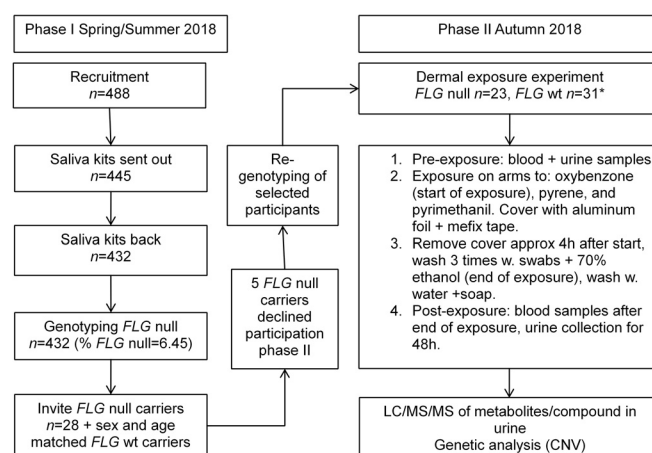 Phase I Spring/Summer 2018
Recruitment
n=488
Saliva kits sent out
n=445
Saliva kits back
n=432
Genotyping FLG null
n=432 (% FLG null=6.45)
Invite FLG null carriers
n=28 + sex and age
matched FLG wt carriers
5 FLG null
carriers
declined
participation
phase II
Re-
genotyping of
selected
participants
Phase II Autumn 2018
Dermal exposure experiment
FLG null n=23, FLG wt n=31*
1. Pre-exposure: blood + urine samples
2. Exposure on arms to: oxybenzone
(start of exposure), pyrene, and
pyrimethanil. Cover with aluminum
foil + mefix tape.
3. Remove cover approx 4h after start,
wash 3 times w. swabs + 70%
ethanol (end of exposure), wash w.
water +soap.
4. Post-exposure: blood samples after
end of exposure, urine collection for
48h.
LC/MS/MS of metabolites/compound in
urine
Genetic analysis (CNV)